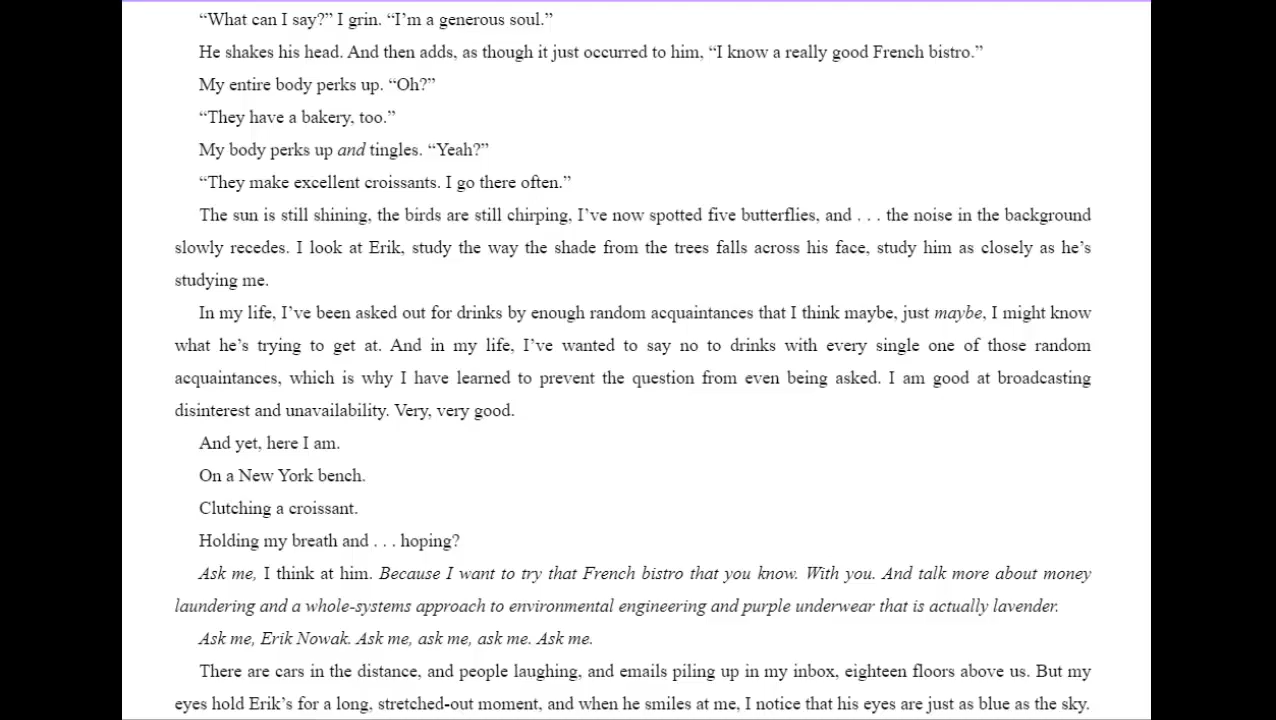 “What can I say?” I grin. “I’m a generous soul.”
He shakes his head. And then adds, as though it just occurred to him, “I know a really good French bistro.”
My entire body perks up. “Oh?”
“They have a bakery, too.”
My body perks up and tingles. “Yeah?”
“They make excellent croissants. I go there often.”
The sun is still shining, the birds are still chirping, I’ve now spotted five butterflies, and . . . the noise in the background
slowly recedes. I look at Erik, study the way the shade from the trees falls across his face, study him as closely as he’s
studying me.
In my life, I’ve been asked out for drinks by enough random acquaintances that I think maybe, just maybe, I might know
what he’s trying to get at. And in my life, I’ve wanted to say no to drinks with every single one of those random
acquaintances, which is why I have learned to prevent the question from even being asked. I am good at broadcasting
disinterest and unavailability. Very, very good.
And yet, here I am.
On a New York bench.
Clutching a croissant.
Holding my breath and . . . hoping?
Ask me, I think at him. Because I want to try that French bistro that you know. With you. And talk more about money
laundering and a whole-systems approach to environmental engineering and purple underwear that is actually lavender.
Ask me, Erik Nowak. Ask me, ask me, ask me. Ask me.
There are cars in the distance, and people laughing, and emails piling up in my inbox, eighteen floors above us. But my
eyes hold Erik’s for a long, stretched-out moment, and when he smiles at me, I notice that his eyes are just as blue as the sky.